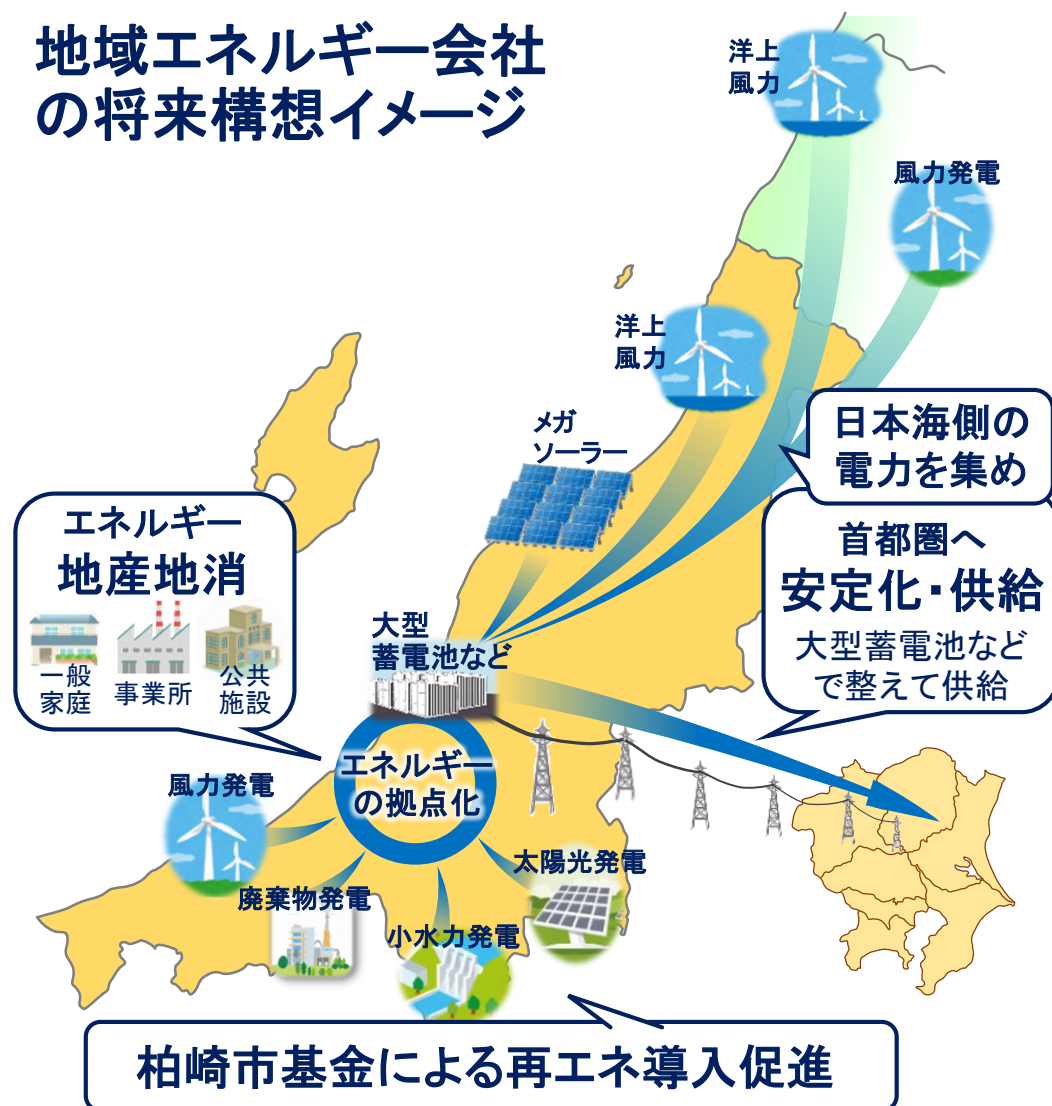 地域エネルギー会社
の将来構想イメージ
洋上
風力
風力発電
洋上
風力
メガ
ソーラー
日本海側の
電力を集め
エネルギー
地産地消
一般
家庭
事業所
公共
施設
首都圏へ
安定化・供給
大型蓄電池など
で整えて供給
大型
蓄電池など
エネルギー
の拠点化
風力発電
廃棄物発電
小水力発電
太陽光発電
柏崎市基金による再エネ導入促進